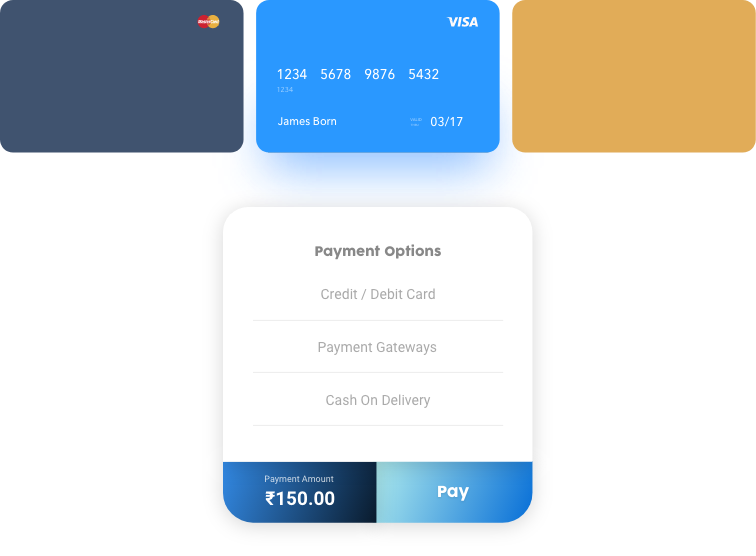 MasterCard
VISA
1234 5678 9876 5432
1234
James Born
VALID
03/17
Payment Options
Credit / Debit Card
Payment Gateways
Cash On Delivery
Payment Amount
₹150.00
Pay